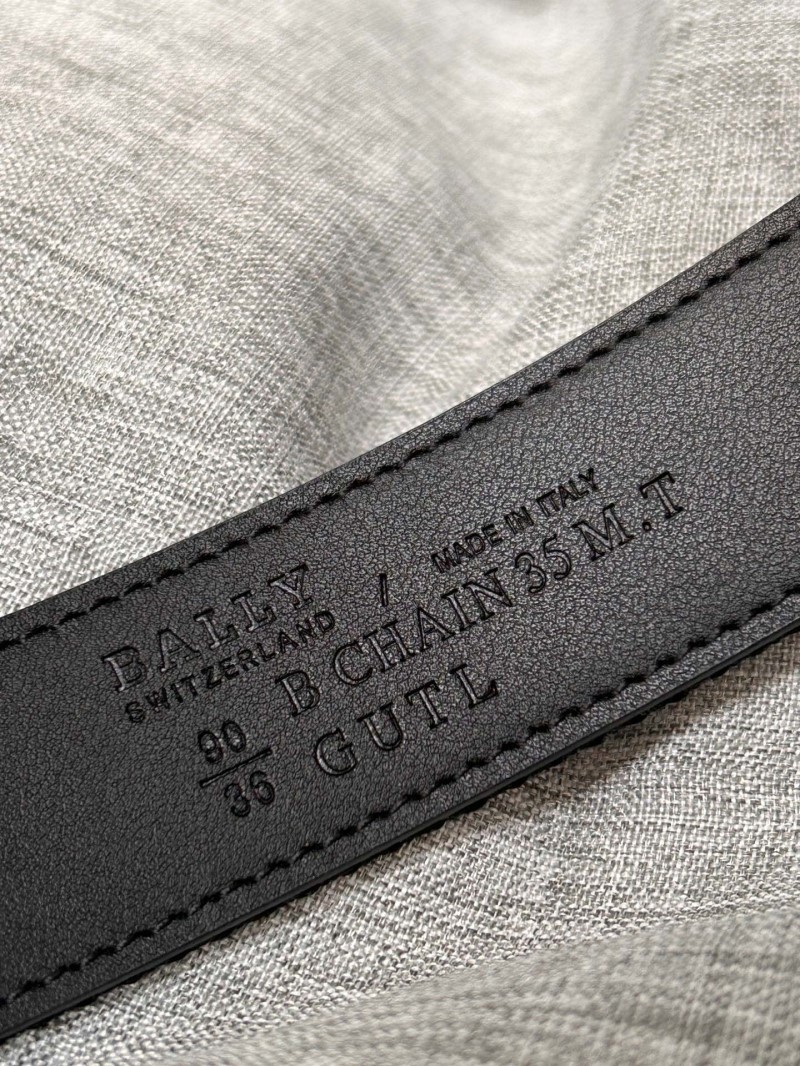 BALLY
SWITZERLAND / MADE IN ITALY
90 B CHAIN 35 M.T
36 GUTL